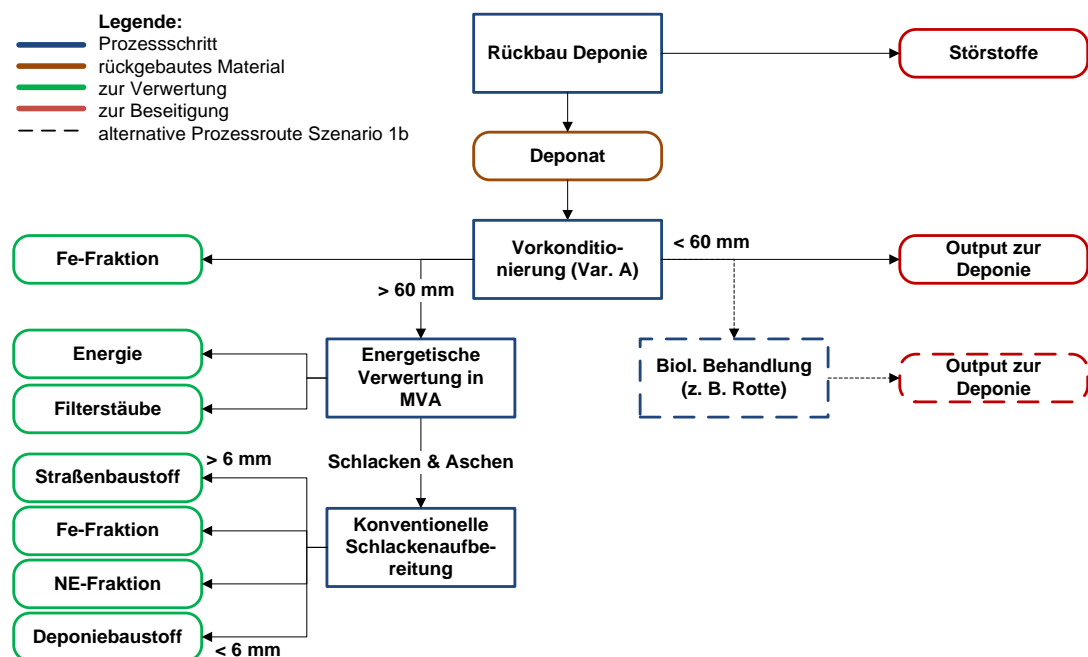 Legende:
Prozessschritt
rückgebautes Material
zur Verwertung
zur Beseitigung
alternative Prozessroute Szenario 1b
Rückbau Deponie
Störstoffe
Deponat
Fe-Fraktion
Vorkonditio-
nierung (Var. A)
< 60 mm
Output zur
Deponie
> 60 mm
Energie
Filterstäube
Energetische
Verwertung in
MVA
Biol. Behandlung
(z. B. Rotte)
Output zur
Deponie
Schlacken & Aschen
> 6 mm
Straßenbaustoff
Fe-Fraktion
NE-Fraktion
Deponiebaustoff
< 6 mm
Konventionelle
Schlackenaufbe-
reitung